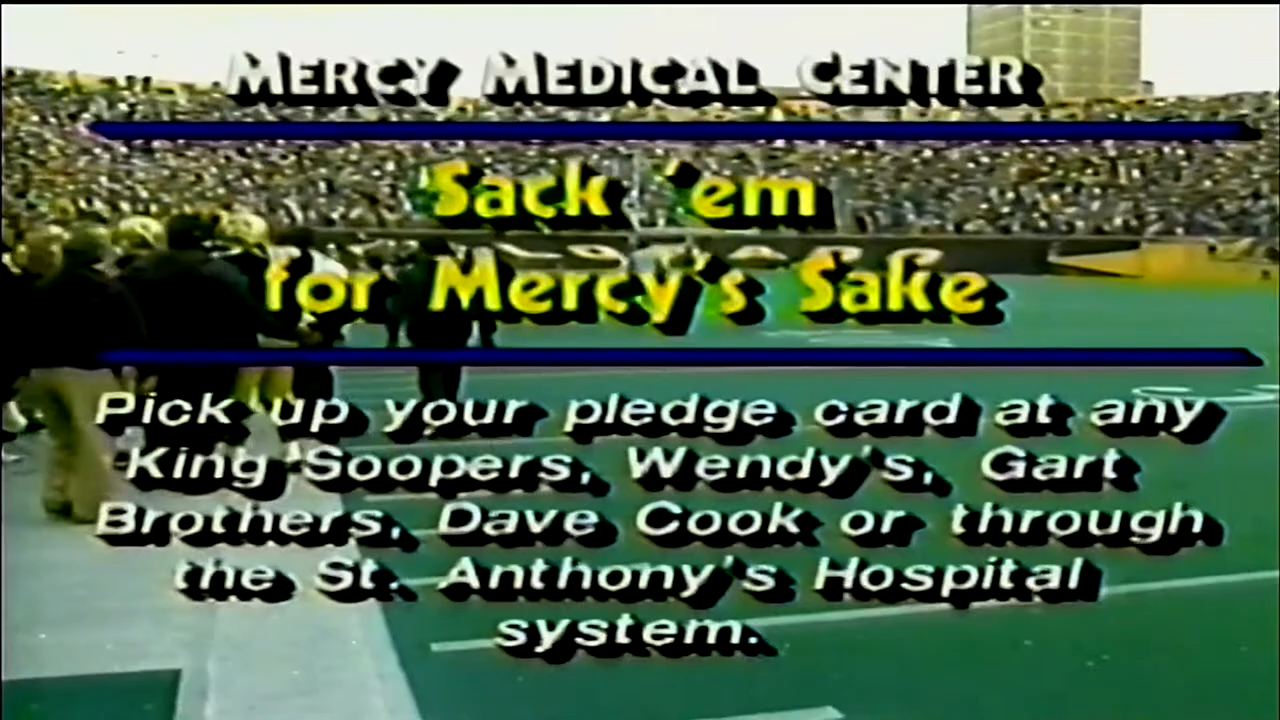 MERCY MEDICAL CENTER
Sack 'em
for Mercy's Sake
Pick up your pledge card at any
King Soopers, Wendy's, Gart
Brothers, Dave Cook or through
the St. Anthony's Hospital
system.